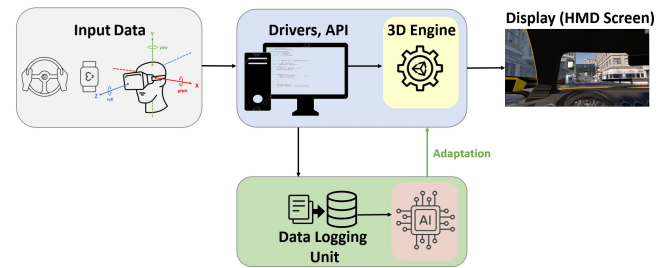 Input Data
Drivers, API
3D Engine
Display (HMD Screen)
Y
yaw
X
pitch
Z
roll
Adaptation
AI
Data Logging
Unit